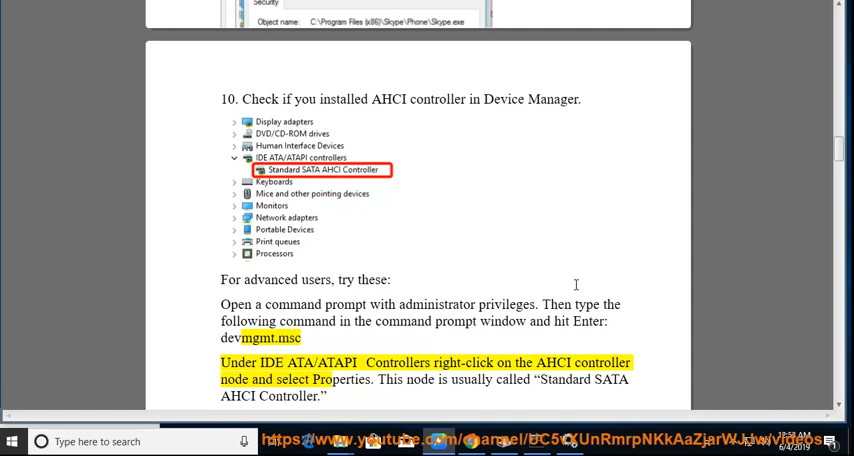 Security
Object name: C:\Program Files (x86)\Skype\Phone\Skype.exe
10. Check if you installed AHCI controller in Device Manager.
Display adapters
DVD/CD-ROM drives
Human Interface Devices
IDE ATA/ATAPI controllers
Standard SATA AHCI Controller
Keyboards
Mice and other pointing devices
Monitors
Network adapters
Portable Devices
Print queues
Processors
For advanced users, try these:
Open a command prompt with administrator privileges. Then type the
following command in the command prompt window and hit Enter:
devmgmt.msc
Under IDE ATA/ATAPI Controllers right-click on the AHCI controller
node and select Properties. This node is usually called “Standard SATA
AHCI Controller.”
Type here to search
6/4/2019